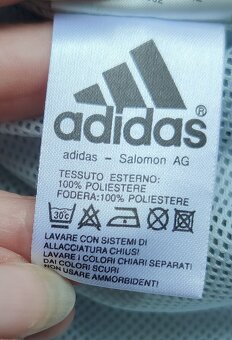 adidas®
adidas - Salomon AG
TESSUTO ESTERNO:
100% POLIESTERE
FODERA:100% POLIESTERE
30°C
LAVARE CON SISTEMI DI
ALLACCIATURA CHIUSI
LAVARE I COLORI CHIARI SEPARATI
DAI COLORI SCURI
NON USARE AMMORBIDENTI